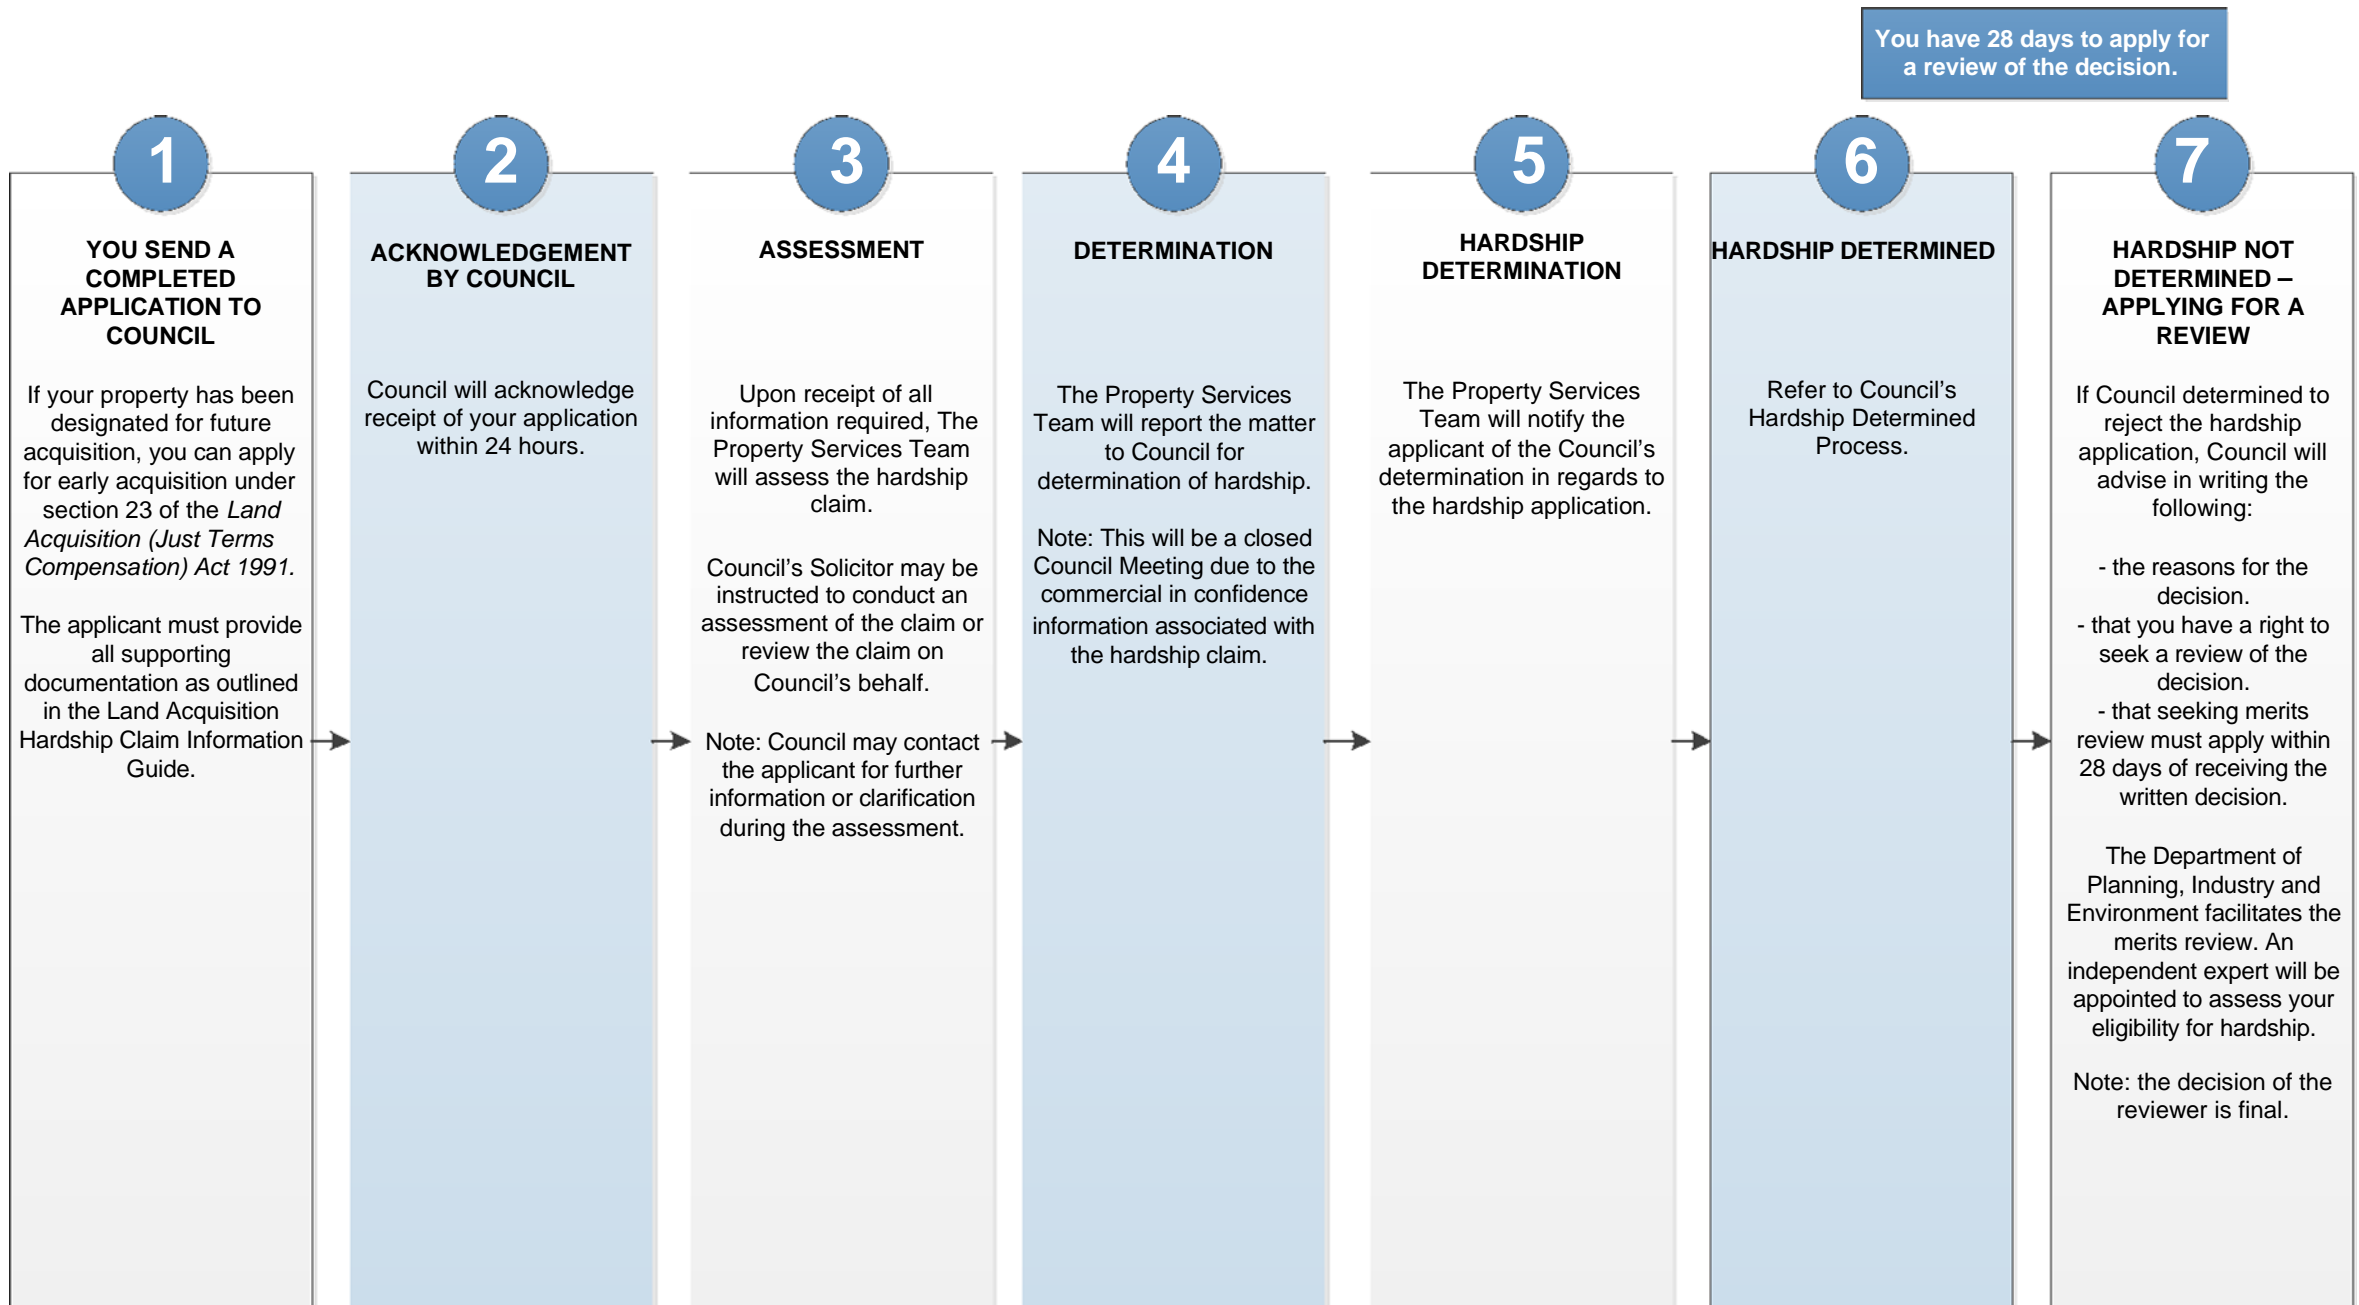 You have 28 days to apply for
a review of the decision.
1
YOU SEND A
COMPLETED
APPLICATION TO
COUNCIL
If your property has been
designated for future
acquisition, you can apply
for early acquisition under
section 23 of the Land
Acquisition (Just Terms
Compensation) Act 1991.
The applicant must provide
all supporting
documentation as outlined
in the Land Acquisition
Hardship Claim Information
Guide.
2
ACKNOWLEDGEMENT
BY COUNCIL
Council will acknowledge
receipt of your application
within 24 hours.
3
ASSESSMENT
Upon receipt of all
information required, The
Property Services Team
will assess the hardship
claim.
Council’s Solicitor may be
instructed to conduct an
assessment of the claim or
review the claim on
Council’s behalf.
Note: Council may contact
the applicant for further
information or clarification
during the assessment.
4
DETERMINATION
The Property Services
Team will report the matter
to Council for
determination of hardship.
Note: This will be a closed
Council Meeting due to the
commercial in confidence
information associated with
the hardship claim.
5
HARDSHIP
DETERMINATION
The Property Services
Team will notify the
applicant of the Council’s
determination in regards to
the hardship application.
6
HARDSHIP DETERMINED
Refer to Council’s
Hardship Determined
Process.
7
HARDSHIP NOT
DETERMINED –
APPLYING FOR A
REVIEW
If Council determined to
reject the hardship
application, Council will
advise in writing the
following:
- the reasons for the
decision.
- that you have a right to
seek a review of the
decision.
- that seeking merits
review must apply within
28 days of receiving the
written decision.
The Department of
Planning, Industry and
Environment facilitates the
merits review. An
independent expert will be
appointed to assess your
eligibility for hardship.
Note: the decision of the
reviewer is final.